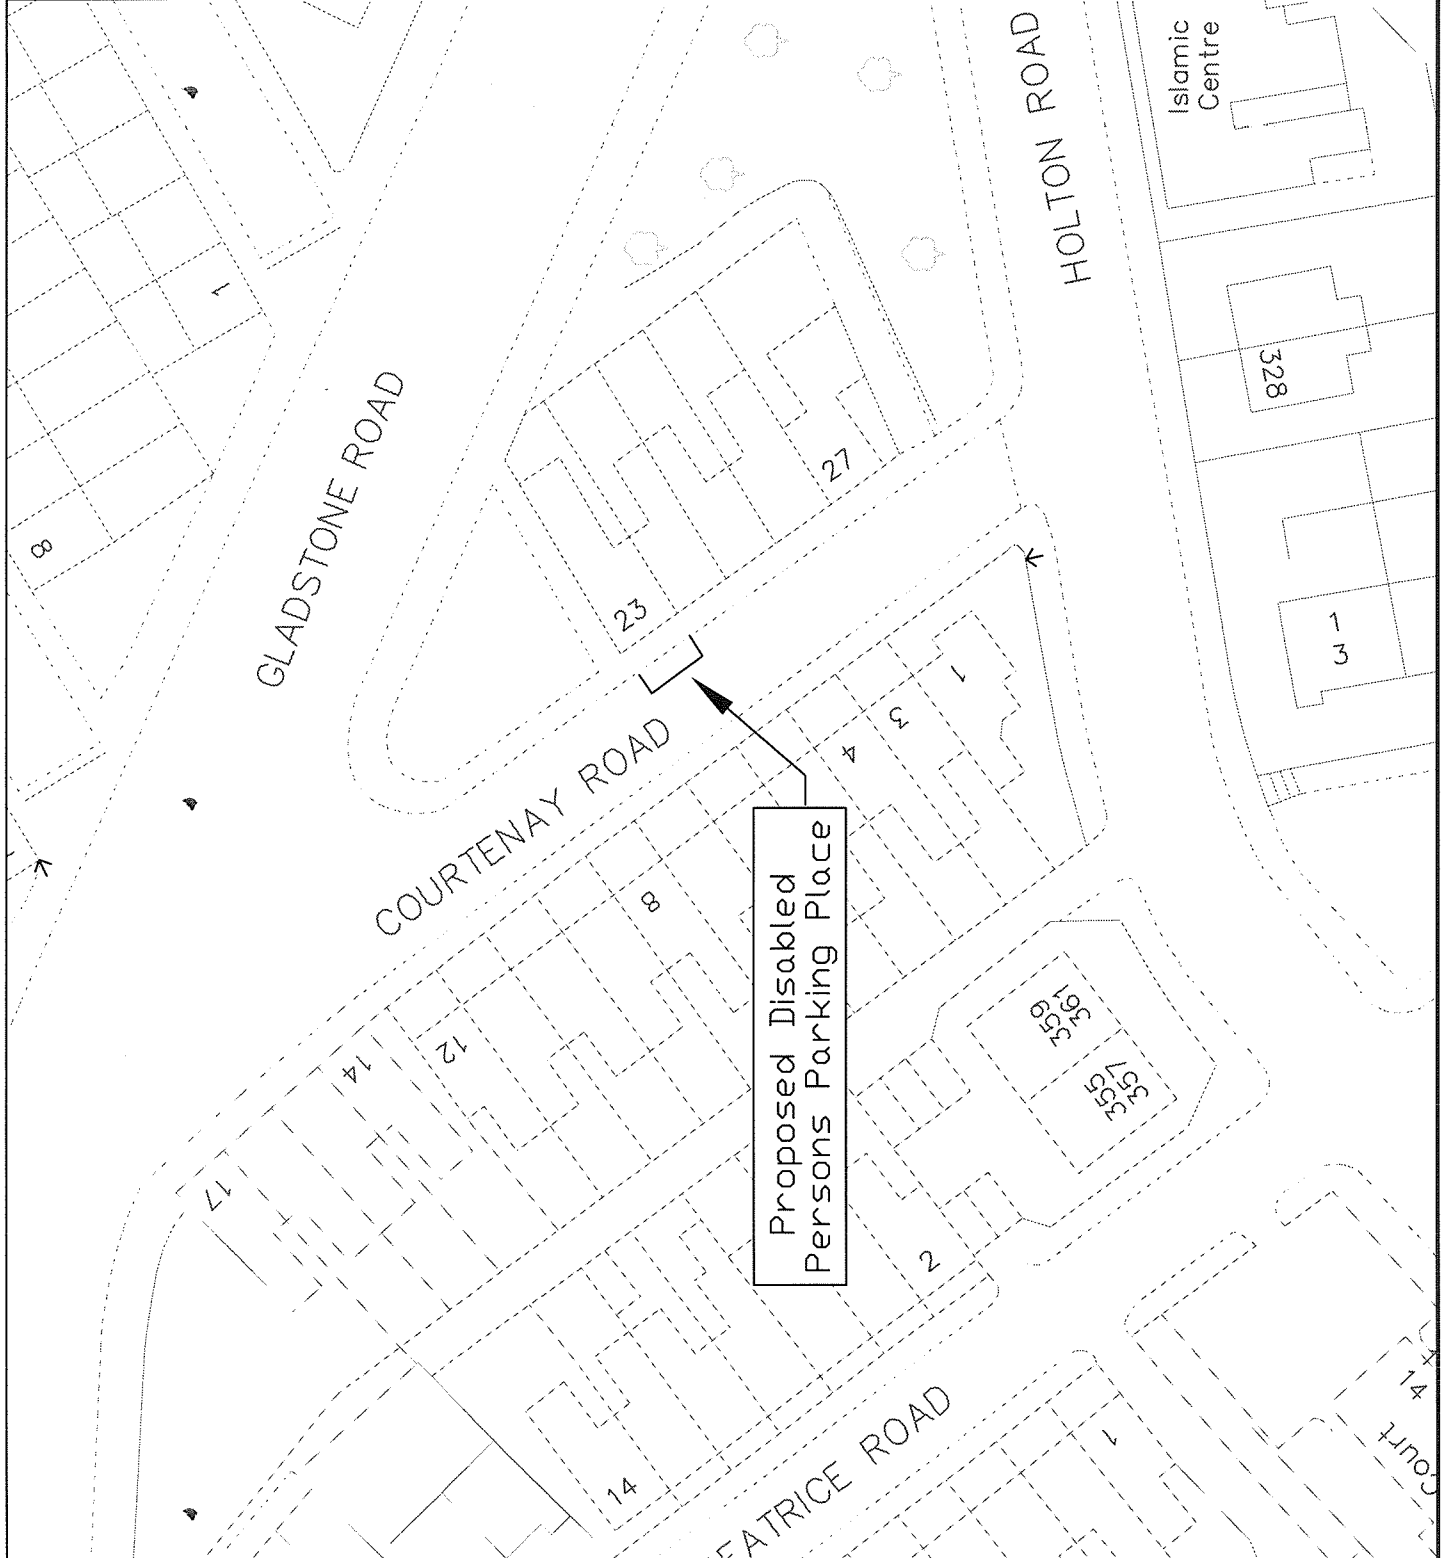 Islamic
Centre
HOLTON ROAD
1
328
GLADSTONE ROAD
8
27
23
1
3
1
3
4
COURTENAY ROAD
8
Proposed Disabled
Persons Parking Place
12
14
359
361
355
357
17
2
14
14
1
Court
EATRICE ROAD